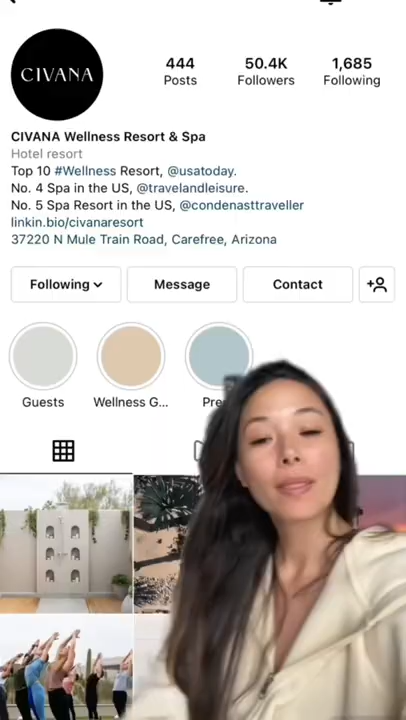 CIVANA
444
50.4K
1,685
Posts
Followers
Following
CIVANA Wellness Resort & Spa
Hotel resort
Top 10 #Wellness Resort, @usatoday.
No. 4 Spa in the US, @travelandleisure.
No. 5 Spa Resort in the US, @condenasttraveller
linkin.bio/civanaresort
37220 N Mule Train Road, Carefree, Arizona
Following
Message
Contact
Guests
Wellness G...